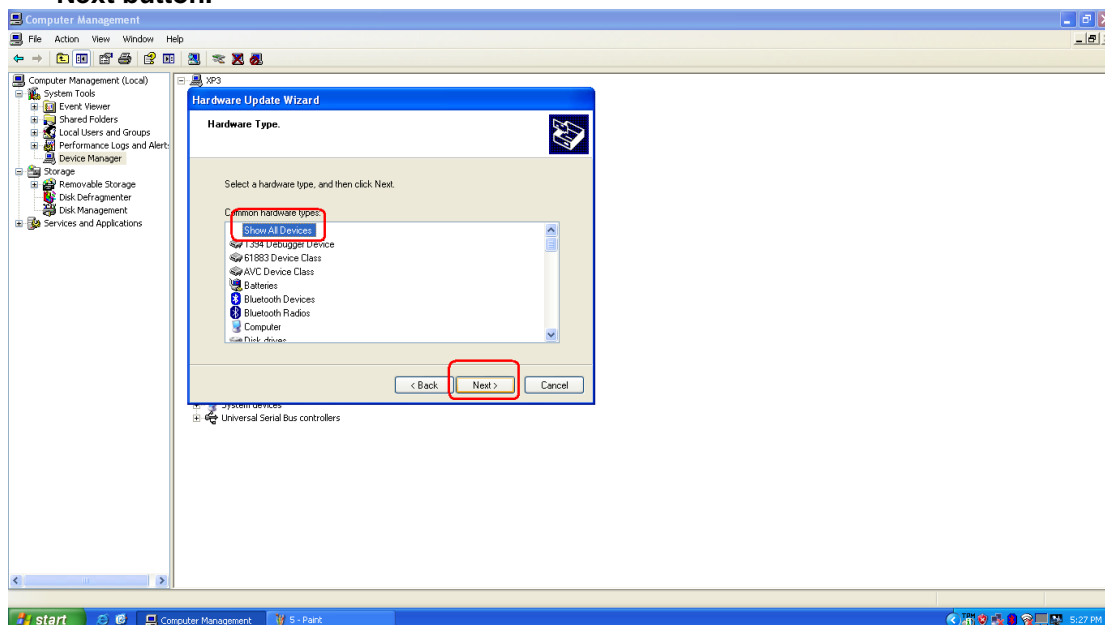 Next button.
Computer Management
File Action View Window Help
Computer Management (Local)
System Tools
Event Viewer
Shared Folders
Local Users and Groups
Performance Logs and Alert
Device Manager
Storage
Removable Storage
Disk Defragmenter
Disk Management
Services and Applications
XP3
Hardware Update Wizard
Hardware Type.
Select a hardware type, and then click Next.
Common hardware types:
Show All Devices
1394 Debugger Device
61883 Device Class
AVC Device Class
Batteries
Bluetooth Devices
Bluetooth Radios
Computer
Disk drives
< Back Next > Cancel
System devices
Universal Serial Bus controllers
start Computer Management 5 - Paint 5:27 PM